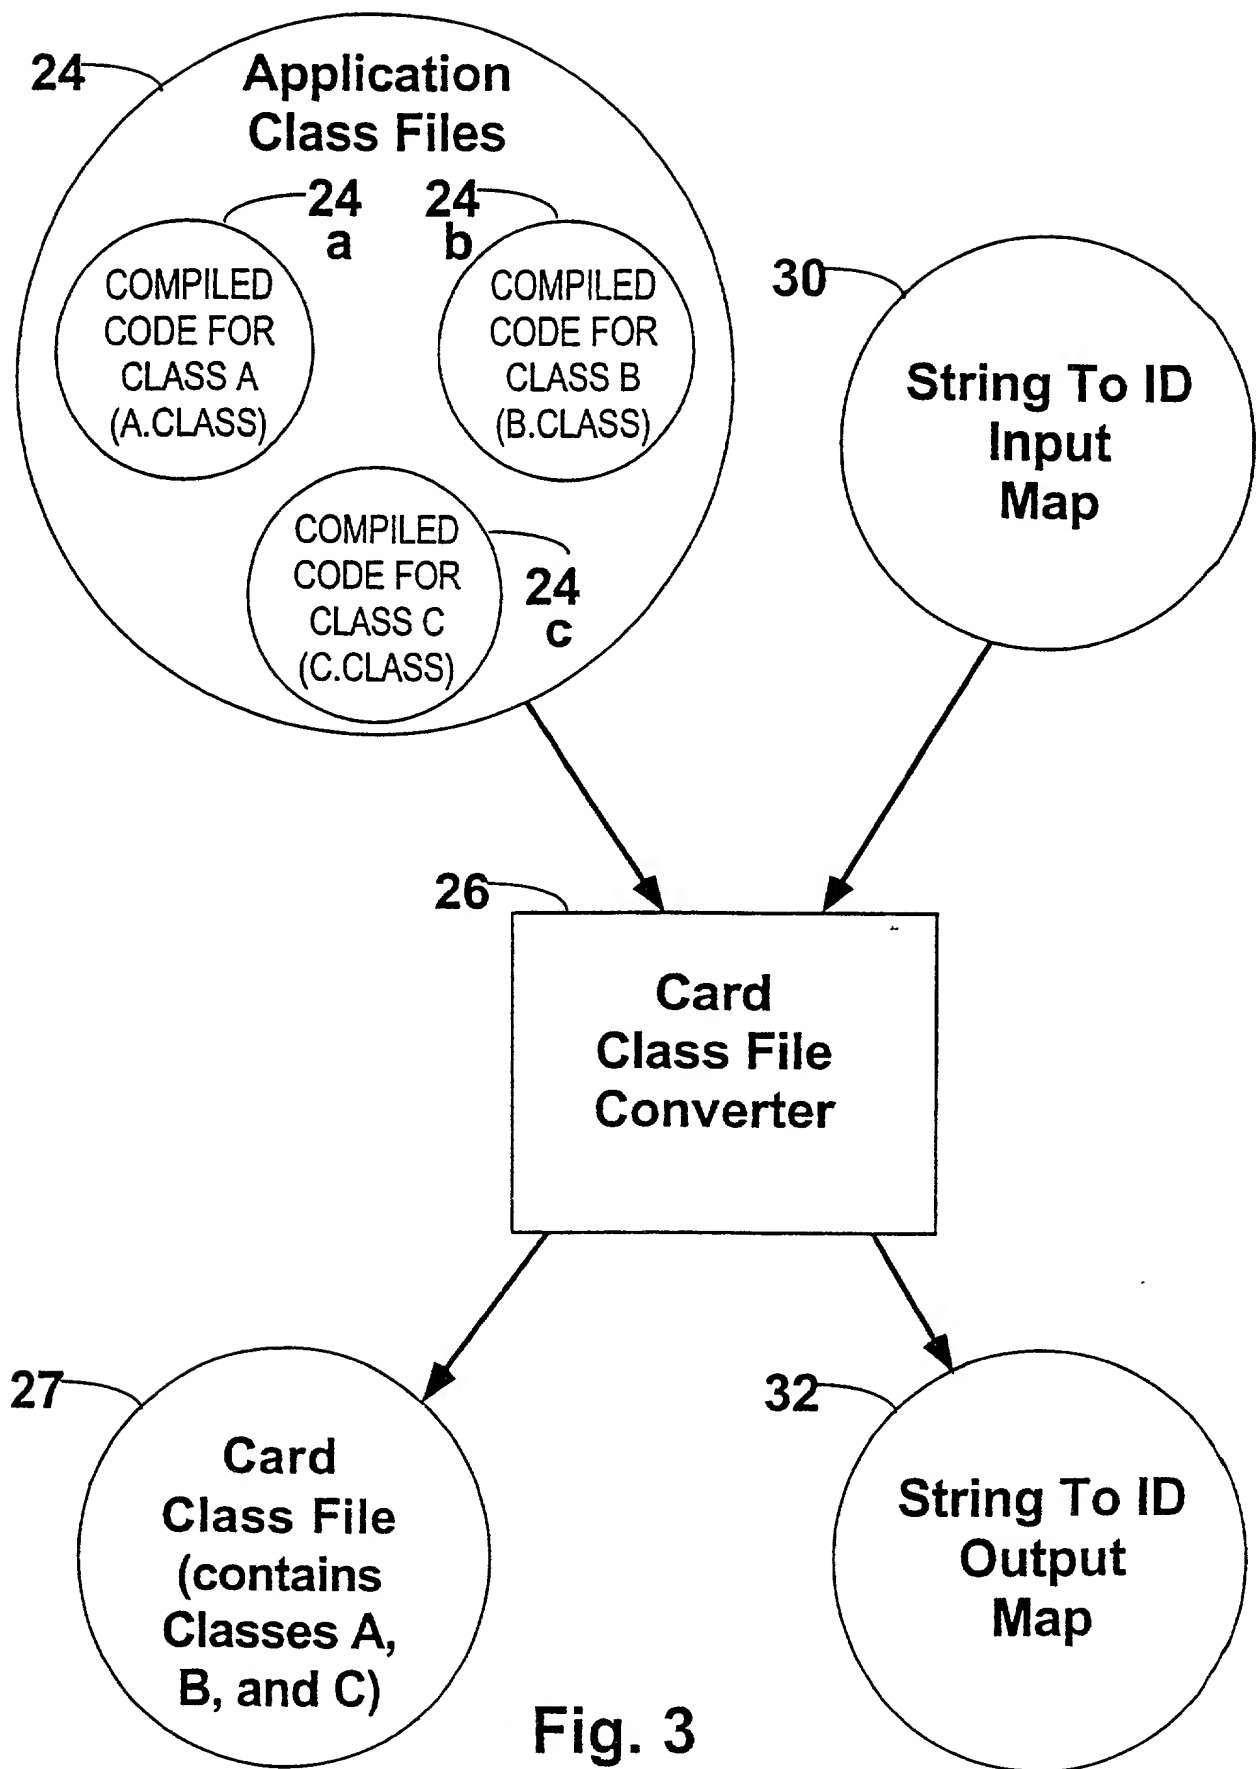 24
Application
Class Files
24
a
24
b
COMPILED
CODE FOR
CLASS A
(A.CLASS)
COMPILED
CODE FOR
CLASS B
(B.CLASS)
COMPILED
CODE FOR
CLASS C
(C.CLASS)
24
c
30
String To ID
Input
Map
26
Card
Class File
Converter
27
Card
Class File
(contains
Classes A,
B, and C)
32
String To ID
Output
Map
Fig. 3